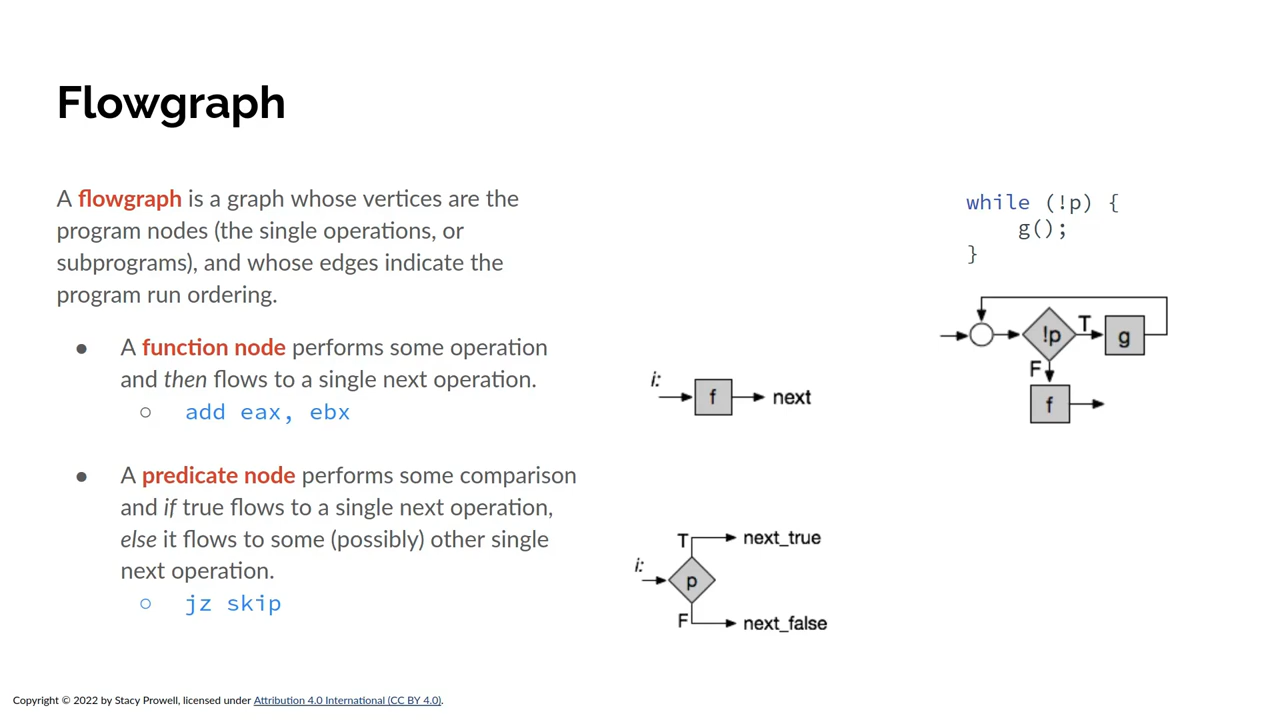 Flowgraph
A flowgraph is a graph whose vertices are the
program nodes (the single operations, or
subprograms), and whose edges indicate the
program run ordering.
● A function node performs some operation
and then flows to a single next operation.
○ add eax, ebx
● A predicate node performs some comparison
and if true flows to a single next operation,
else it flows to some (possibly) other single
next operation.
○ jz skip
i:
f
next
i:
T
next_true
p
F
next_false
while (!p) {
g();
}
!p
T
g
F
f
Copyright © 2022 by Stacy Prowell, licensed under Attribution 4.0 International (CC BY 4.0).